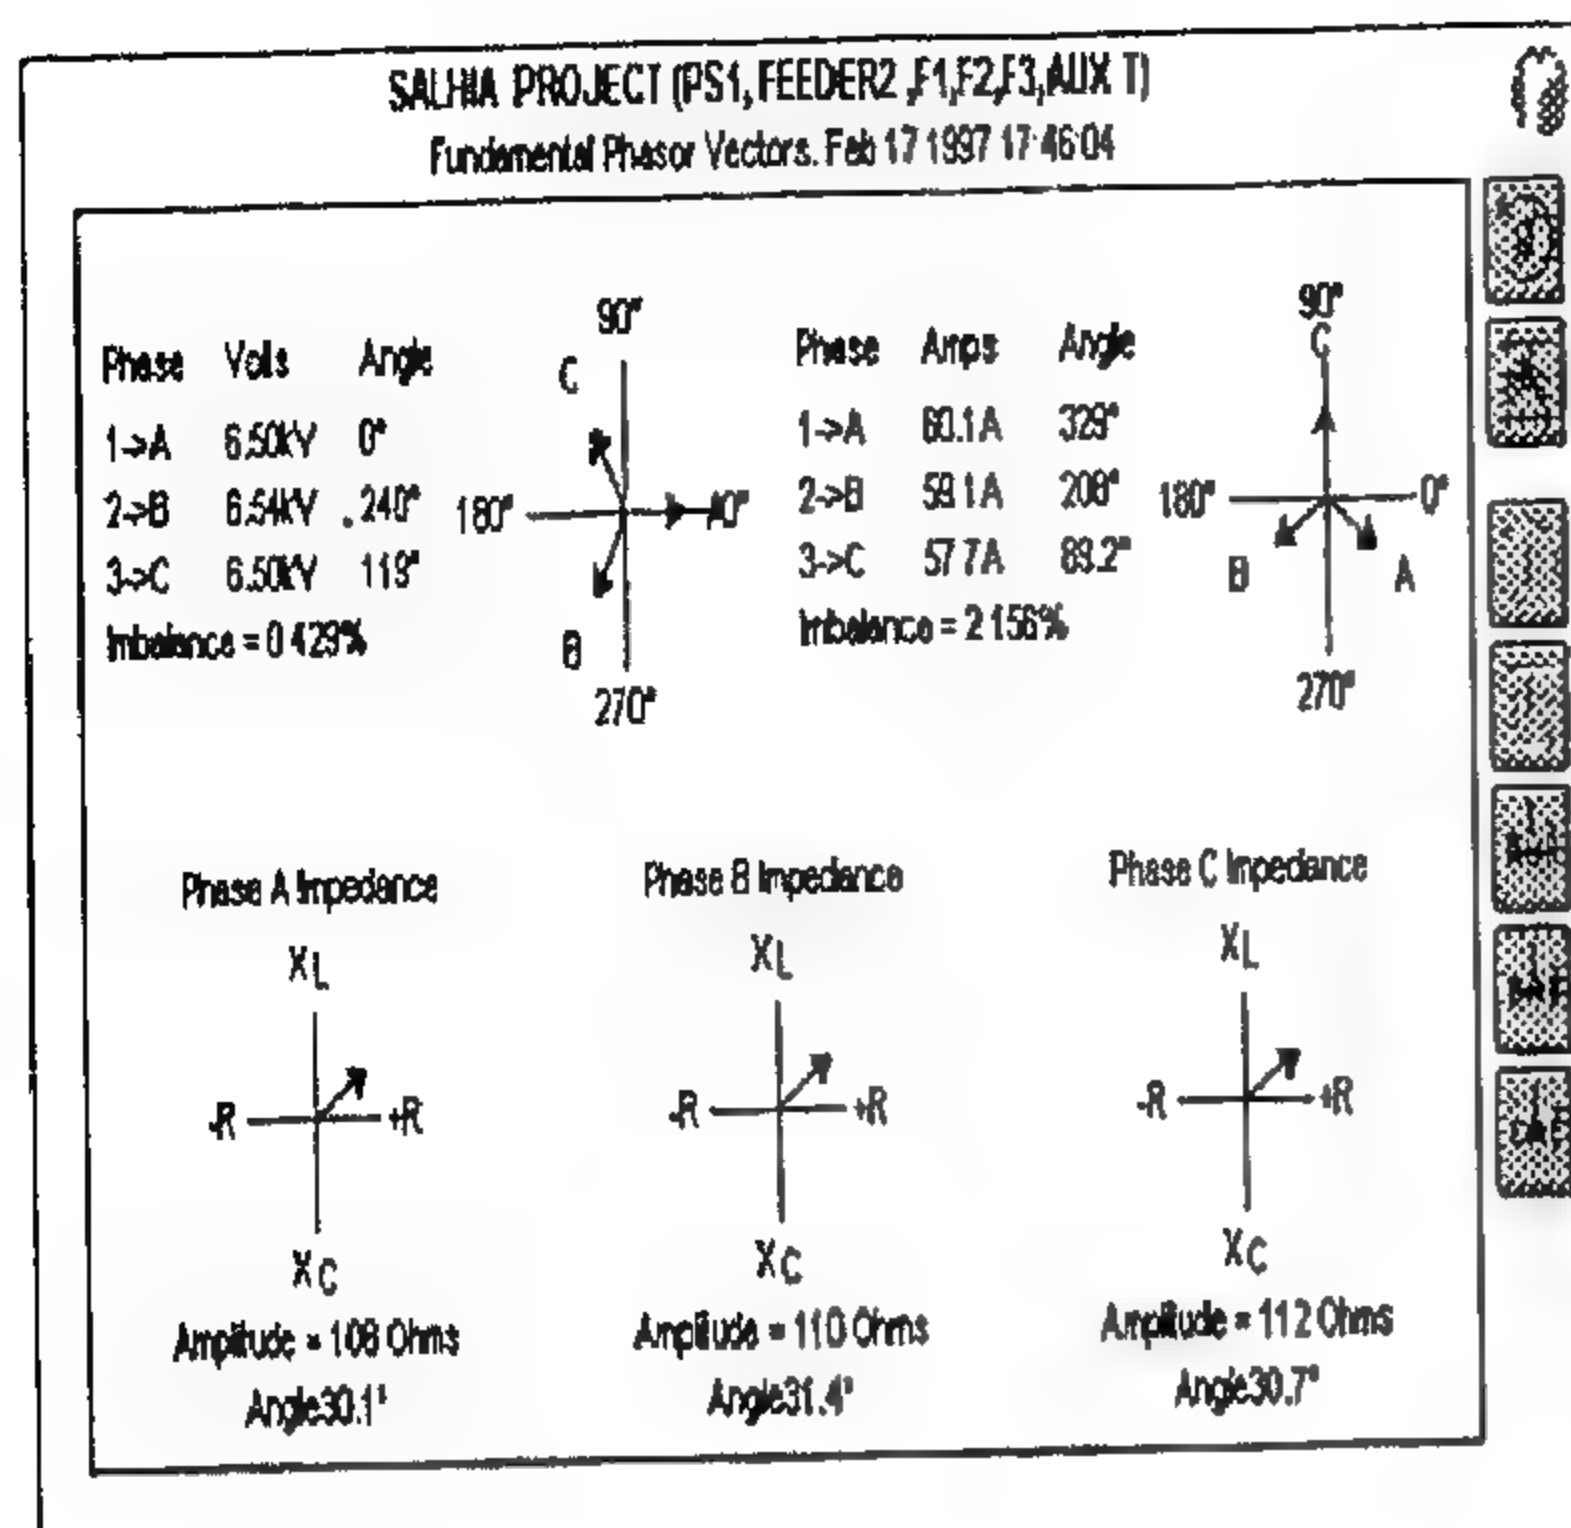 SALHIA PROJECT (PS1, FEEDER2 ,F1,F2,F3,AUX T)
Fundamental Phasor Vectors. Feb 17 1997 17:46:04
Phase Volts Angle
1->A 6.50kV 0°
2->B 6.54kV 240°
3->C 6.50kV 119°
Imbalance = 0.429%
90°
C
180°
0°
B
270°
Phase Amps Angle
1->A 60.1A 329°
2->B 59.1A 208°
3->C 57.7A 89.2°
Imbalance = 2.156%
90°
C
180°
0°
B A
270°
Phase A Impedance
XL
-R +R
XC
Amplitude = 108 Ohms
Angle30.1°
Phase B Impedance
XL
-R +R
XC
Amplitude = 110 Ohms
Angle31.4°
Phase C Impedance
XL
-R +R
XC
Amplitude = 112 Ohms
Angle30.7°